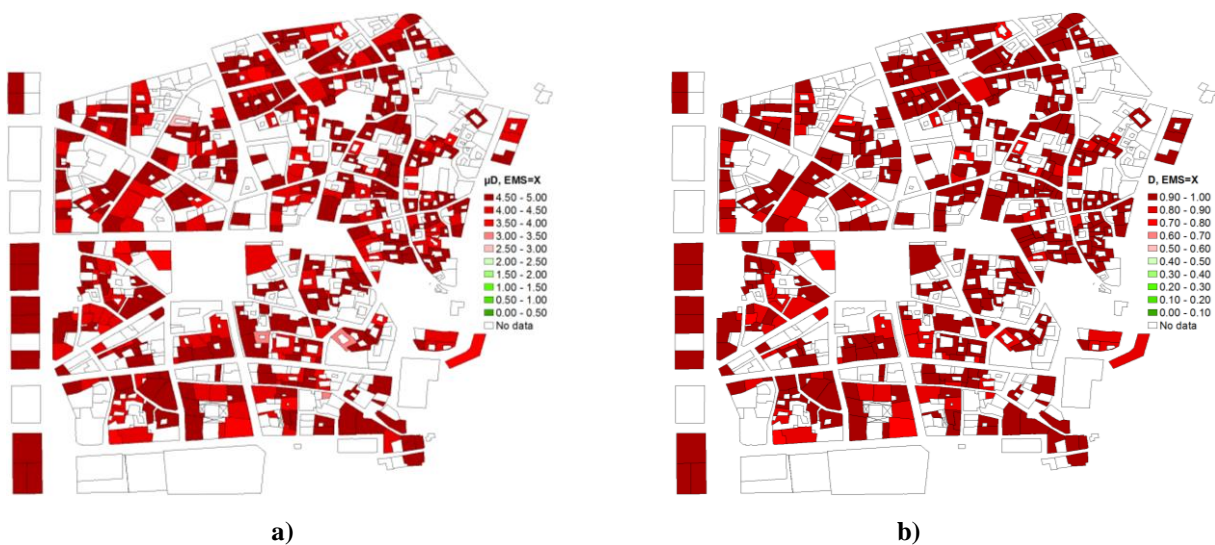 µD, EMS=X
4.50 - 5.00
4.00 - 4.50
3.50 - 4.00
3.00 - 3.50
2.50 - 3.00
2.00 - 2.50
1.50 - 2.00
1.00 - 1.50
0.50 - 1.00
0.00 - 0.50
No data
a)
D, EMS=X
0.90 - 1.00
0.80 - 0.90
0.70 - 0.80
0.60 - 0.70
0.50 - 0.60
0.40 - 0.50
0.30 - 0.40
0.20 - 0.30
0.10 - 0.20
0.00 - 0.10
No data
b)